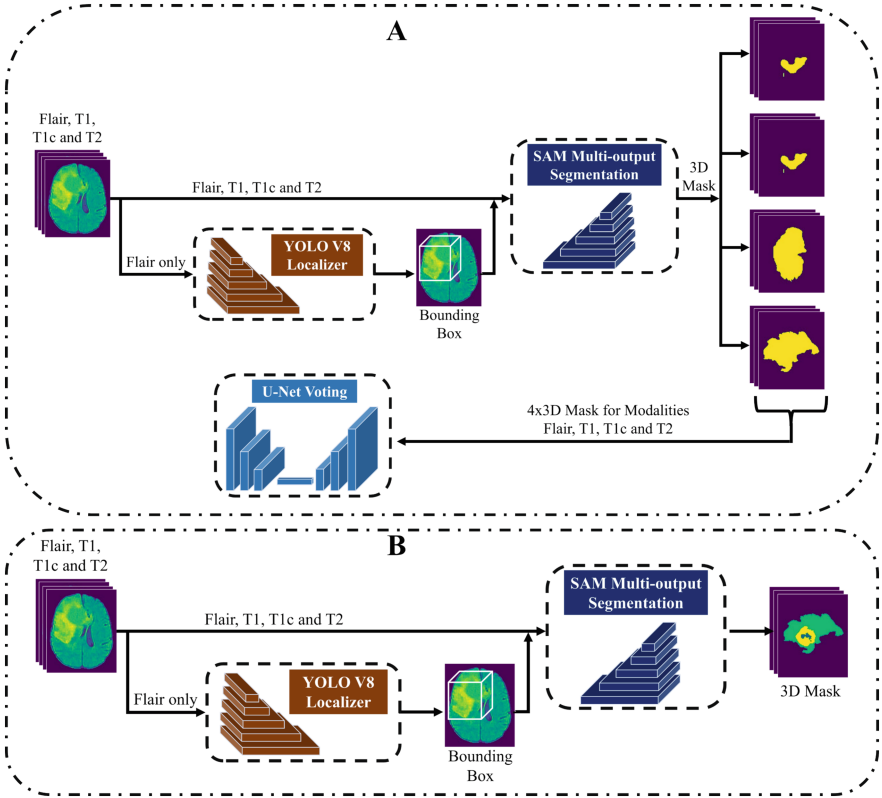 A
Flair, T1,
T1c and T2
Flair, T1, T1c and T2
SAM Multi-output
Segmentation
3D
Mask
Flair only
YOLO V8
Localizer
Bounding
Box
U-Net Voting
4x3D Mask for Modalities
Flair, T1, T1c and T2
B
Flair, T1,
T1c and T2
Flair, T1, T1c and T2
SAM Multi-output
Segmentation
Flair only
YOLO V8
Localizer
Bounding
Box
3D Mask